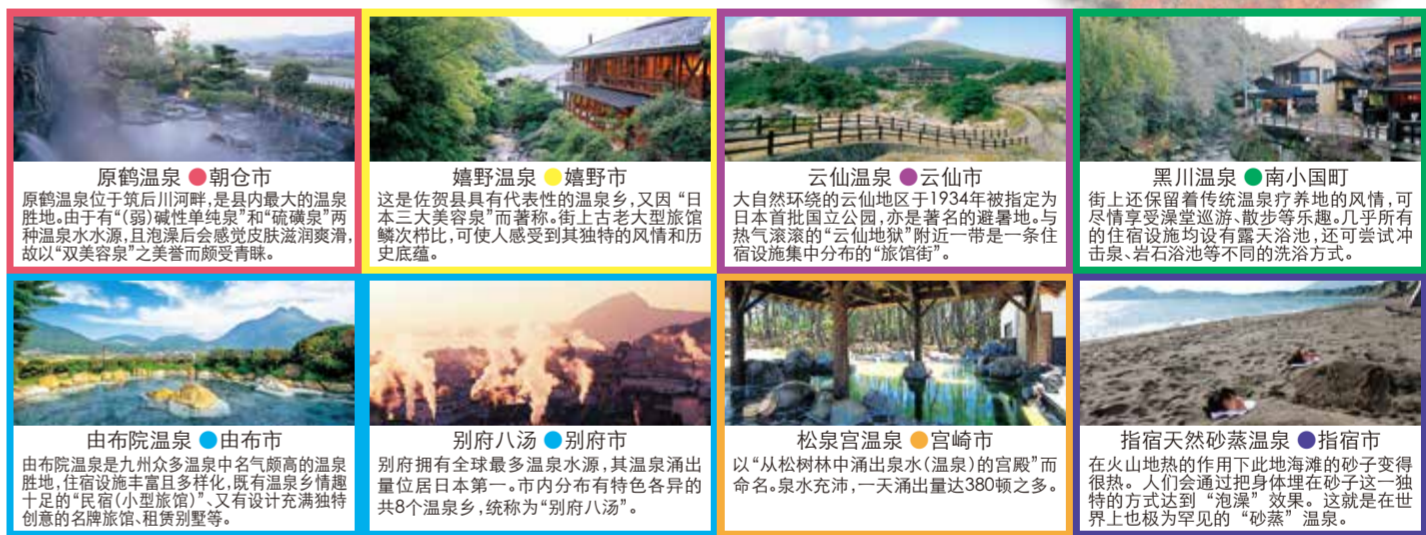 原鹤温泉 ●朝仓市
原鹤温泉位于筑后川河畔,是县内最大的温泉
胜地。由于有“(弱)碱性单纯泉”和“硫磺泉”两
种温泉水水源,且泡澡后会感觉皮肤滋润爽滑,
故以“双美容泉”之美誉而颇受青睐。
嬉野温泉 ●嬉野市
这是佐贺县具有代表性的温泉乡,又因 “日
本三大美容泉”而著称。街上古老大型旅馆
鳞次栉比,可使人感受到其独特的风情和历
史底蕴。
云仙温泉 ●云仙市
大自然环绕的云仙地区于1934年被指定为
日本首批国立公园,亦是著名的避暑地。与
热气滚滚的“云仙地狱”附近一带是一条住
宿设施集中分布的“旅馆街”。
黑川温泉 ●南小国町
街上还保留着传统温泉疗养地的风情,可
尽情享受澡堂巡游、散步等乐趣。几乎所有
的住宿设施均设有露天浴池,还可尝试冲
击泉、岩石浴池等不同的洗浴方式。
由布院温泉 ●由布市
由布院温泉是九州众多温泉中名气颇高的温泉
胜地,住宿设施丰富且多样化,既有温泉乡情趣
十足的“民宿(小型旅馆)”、又有设计充满独特
创意的名牌旅馆、租赁别墅等。
别府八汤 ●别府市
别府拥有全球最多温泉水源,其温泉涌出
量位居日本第一。市内分布有特色各异的
共8个温泉乡,统称为“别府八汤”。
松泉宫温泉 ●宫崎市
以“从松树林中涌出泉水(温泉)的宫殿”而
命名。泉水充沛,一天涌出量达380顿之多。
指宿天然砂蒸温泉 ●指宿市
在火山地热的作用下此地海滩的砂子变得
很热。人们会通过把身体埋在砂子这一独
特的方式达到 “泡澡” 效果。这就是在世
界上也极为罕见的 “砂蒸” 温泉。